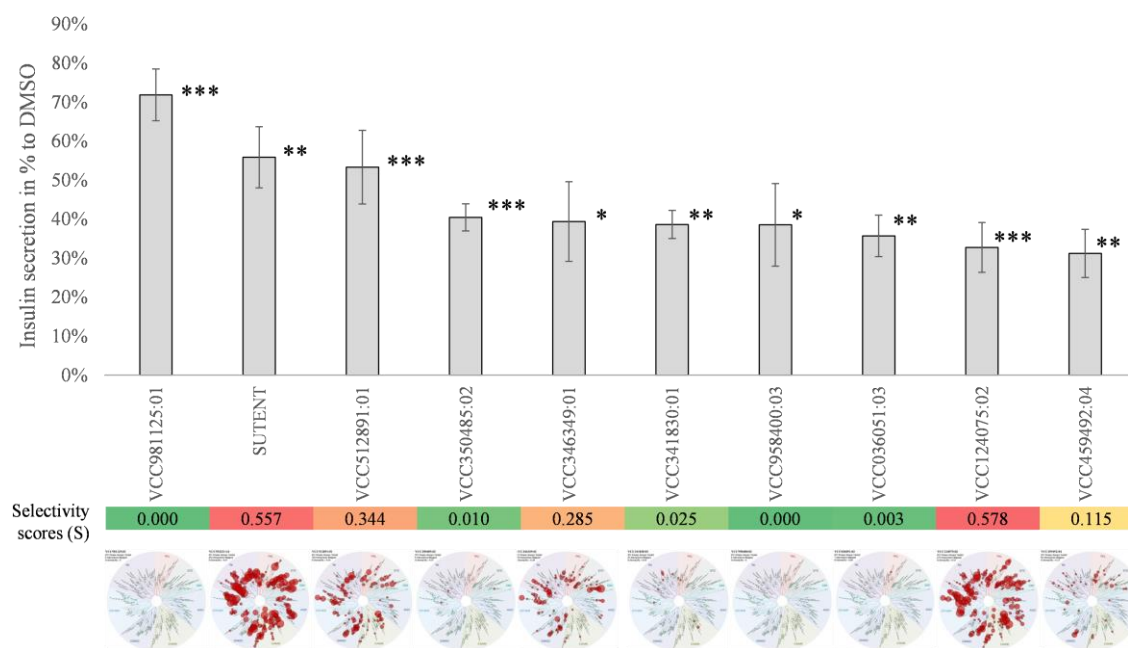 90%
80%
70%
60%
50%
40%
30%
20%
10%
0%
Insulin secretion in % to DMSO
***
**
***
***
*
**
*
**
***
**
VCC981125:01
SUTENT
VCC512891:01
VCC350485:02
VCC346349:01
VCC341830:01
VCC958400:03
VCC036051:03
VCC124075:02
VCC459492:04
Selectivity
scores (S)
0.000 0.557 0.344 0.010 0.285 0.025 0.000 0.003 0.578 0.115